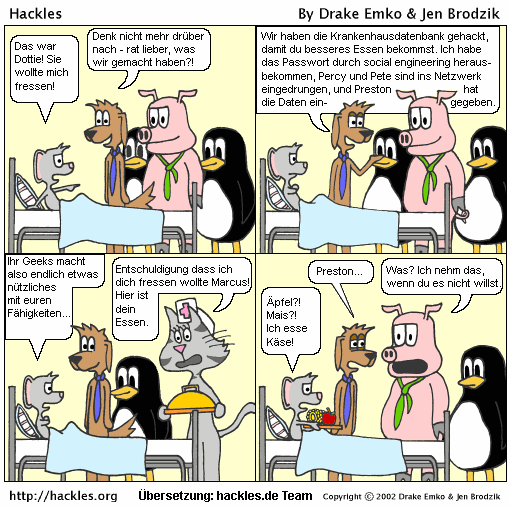 Hackles
By Drake Emko & Jen Brodzik
Das war
Dottie! Sie
wollte mich
fressen!
Denk nicht mehr drüber
nach - rat lieber, was
wir gemacht haben?!
Wir haben die Krankenhausdatenbank gehackt,
damit du besseres Essen bekommst. Ich habe
das Passwort durch social engineering heraus-
bekommen, Percy und Pete sind ins Netzwerk
eingedrungen, und Preston hat
die Daten ein- gegeben.
Ihr Geeks macht
also endlich etwas
nützliches
mit euren
Fähigkeiten...
Entschuldigung dass ich
dich fressen wollte Marcus!
Hier ist
dein
Essen.
Äpfel?!
Mais?!
Ich esse
Käse!
Preston...
Was? Ich nehm das,
wenn du es nicht willst.
http://hackles.org
Übersetzung: hackles.de Team
Copyright © 2002 Drake Emko & Jen Brodzik